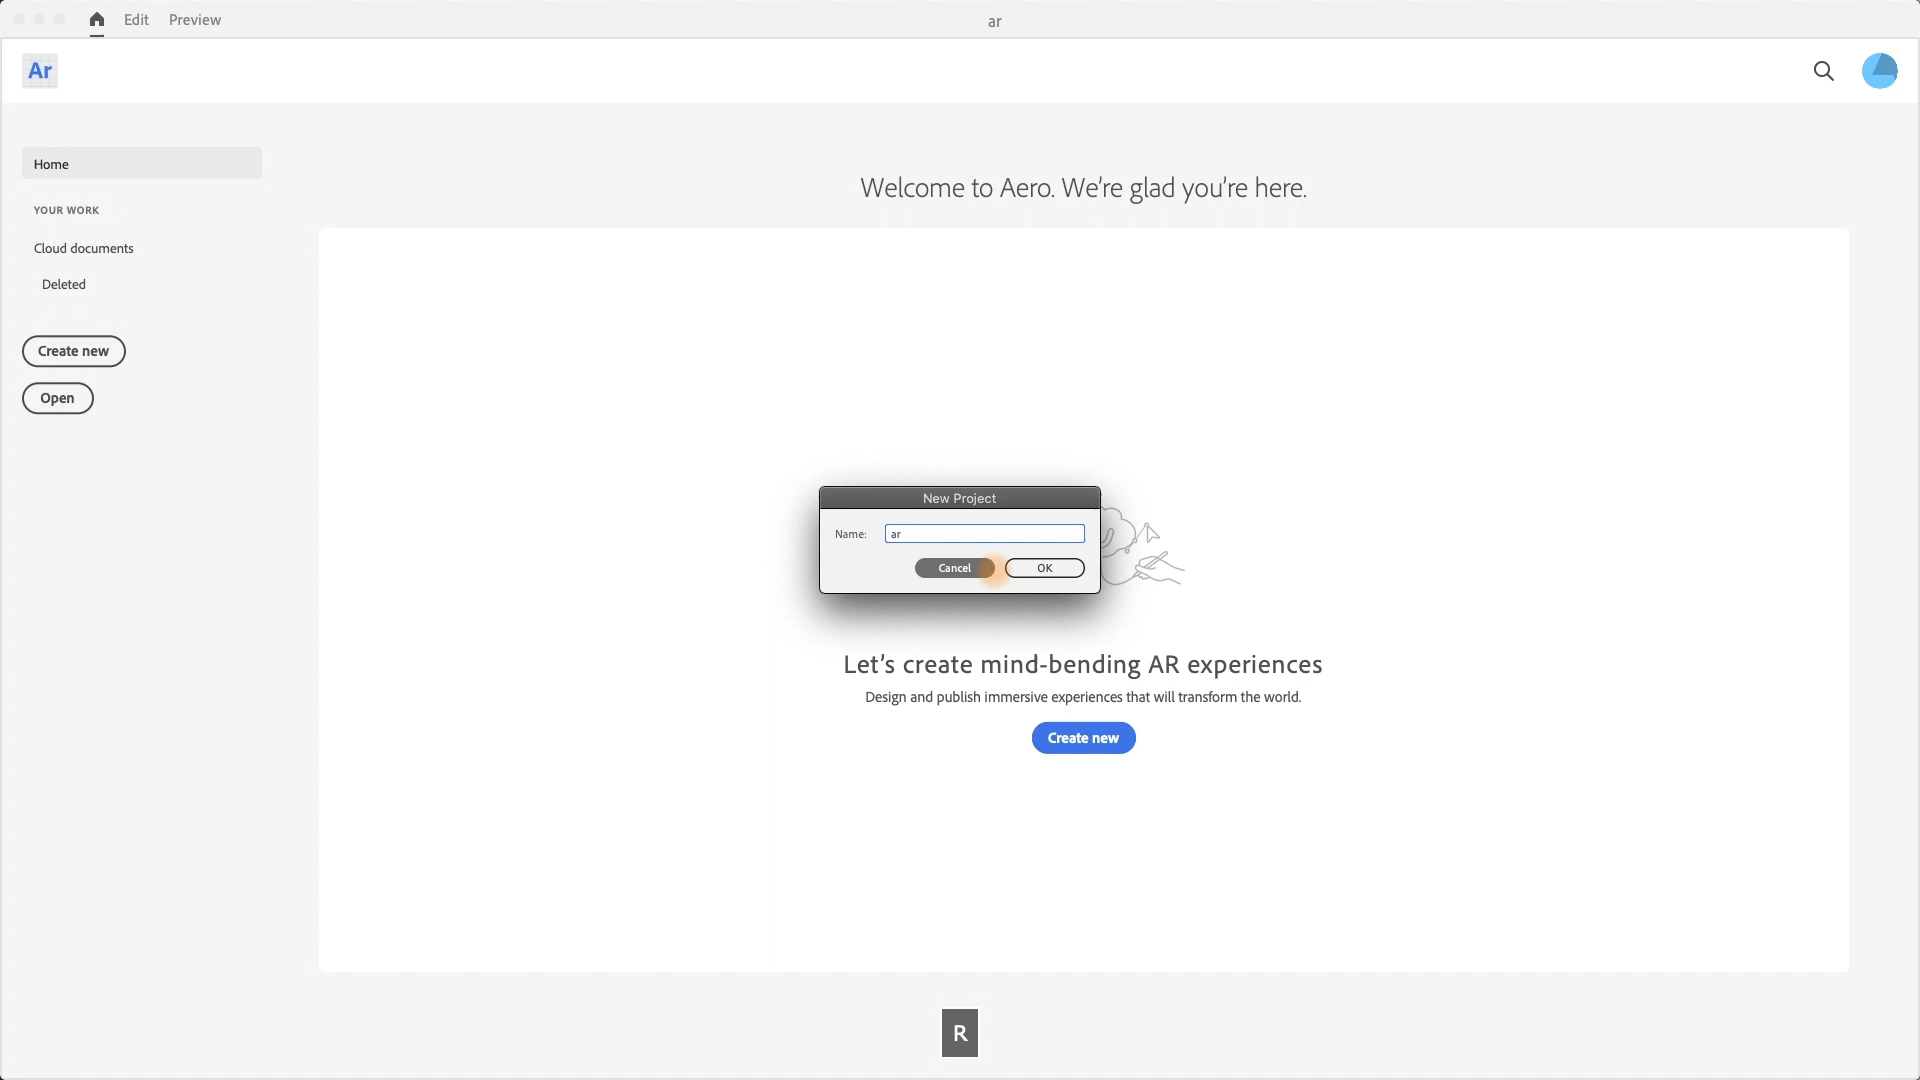 Edit Preview ar
Ar
Home
YOUR WORK
Cloud documents
Deleted
Create new
Open
Welcome to Aero. We’re glad you’re here.
New Project
Name: ar
Cancel OK
Let’s create mind-bending AR experiences
Design and publish immersive experiences that will transform the world.
Create new
R